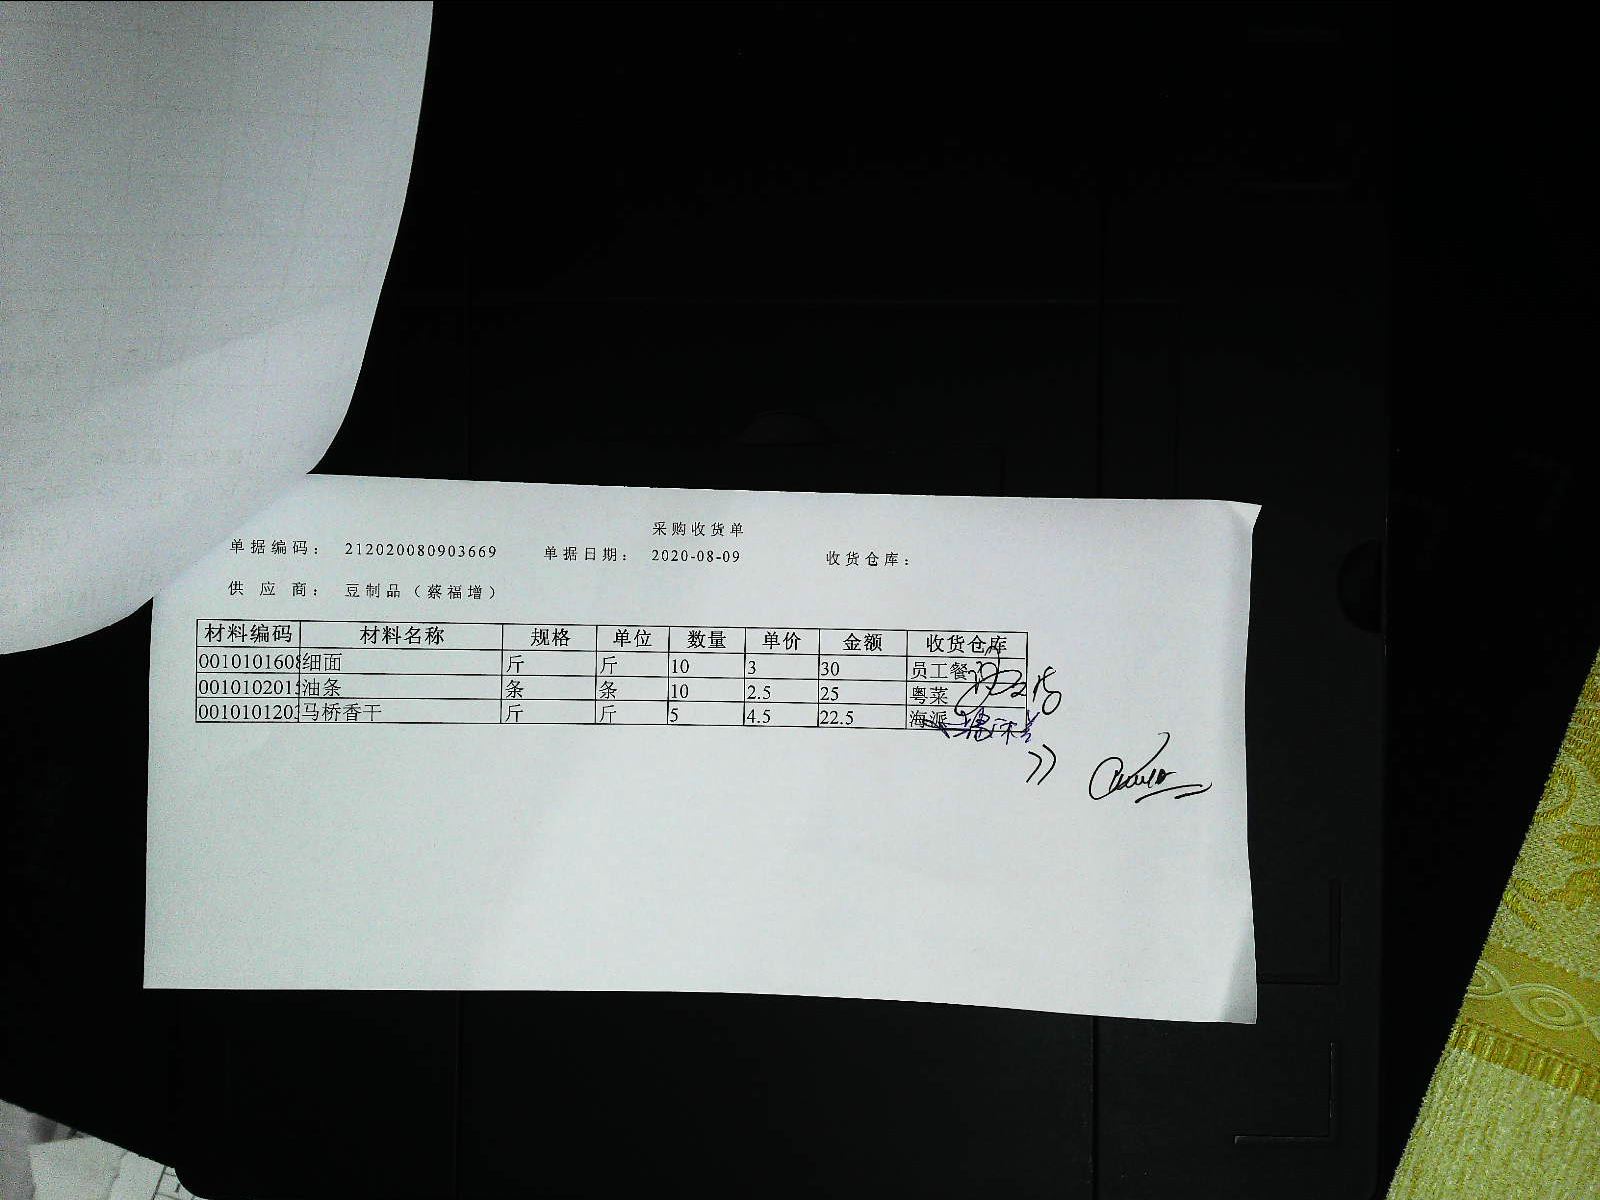 采购收货单
单据编码： 212020080903669 单据日期： 2020-08-09 收货仓库：
供 应 商： 豆制品（蔡福增）
材料编码 材料名称 规格 单位 数量 单价 金额 收货仓库
0010101608 细面 斤 斤 10 3 30 员工餐
001010201 油条 条 条 10 2.5 25 粤菜
001010120 马桥香干 斤 斤 5 4.5 22.5 海派